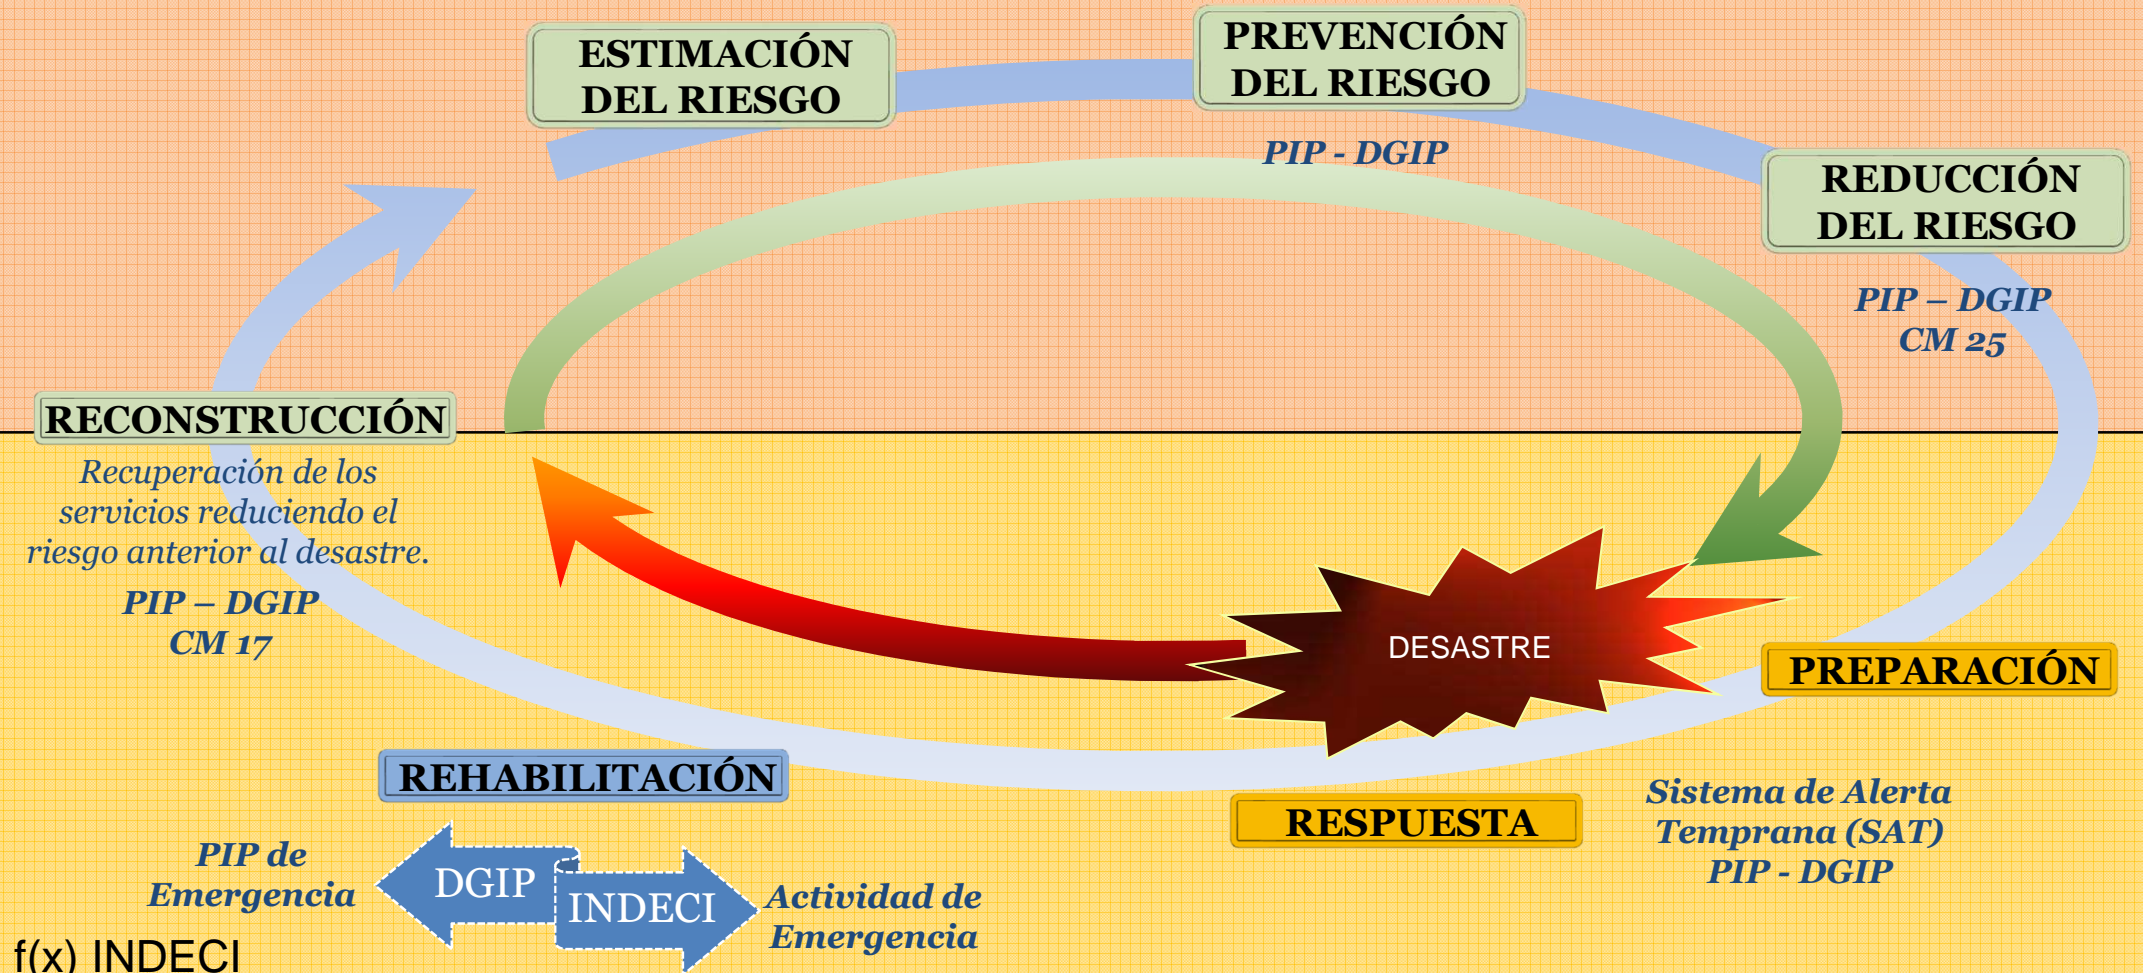 ESTIMACIÓN
DEL RIESGO
PREVENCIÓN
DEL RIESGO
PIP - DGIP
REDUCCIÓN
DEL RIESGO
PIP – DGIP
CM 25
RECONSTRUCCIÓN
Recuperación de los
servicios reduciendo el
riesgo anterior al desastre.
PIP – DGIP
CM 17
DESASTRE
PREPARACIÓN
REHABILITACIÓN
RESPUESTA
Sistema de Alerta
Temprana (SAT)
PIP - DGIP
PIP de
Emergencia
DGIP
INDECI
Actividad de
Emergencia
f(x) INDECI